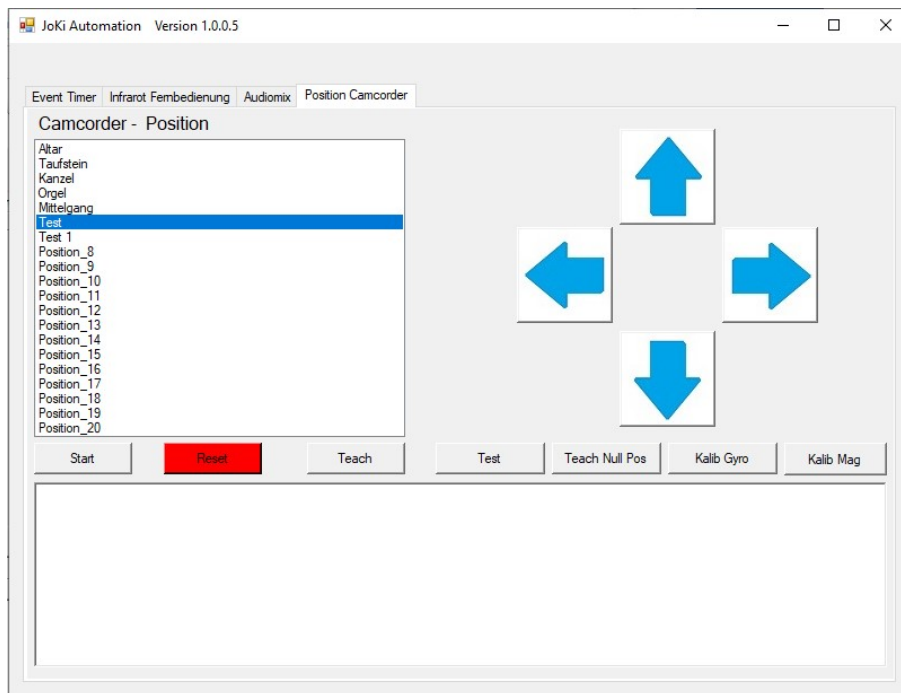 JoKi Automation Version 1.0.0.5
Event Timer Infrarot Fernbedienung Audiomix Position Camcorder
Camcorder - Position
Altar
Taufstein
Kanzel
Orgel
Mittelgang
Test
Test 1
Position_8
Position_9
Position_10
Position_11
Position_12
Position_13
Position_14
Position_15
Position_16
Position_17
Position_18
Position_19
Position_20
Start Reset Teach Test Teach Null Pos Kalib Gyro Kalib Mag